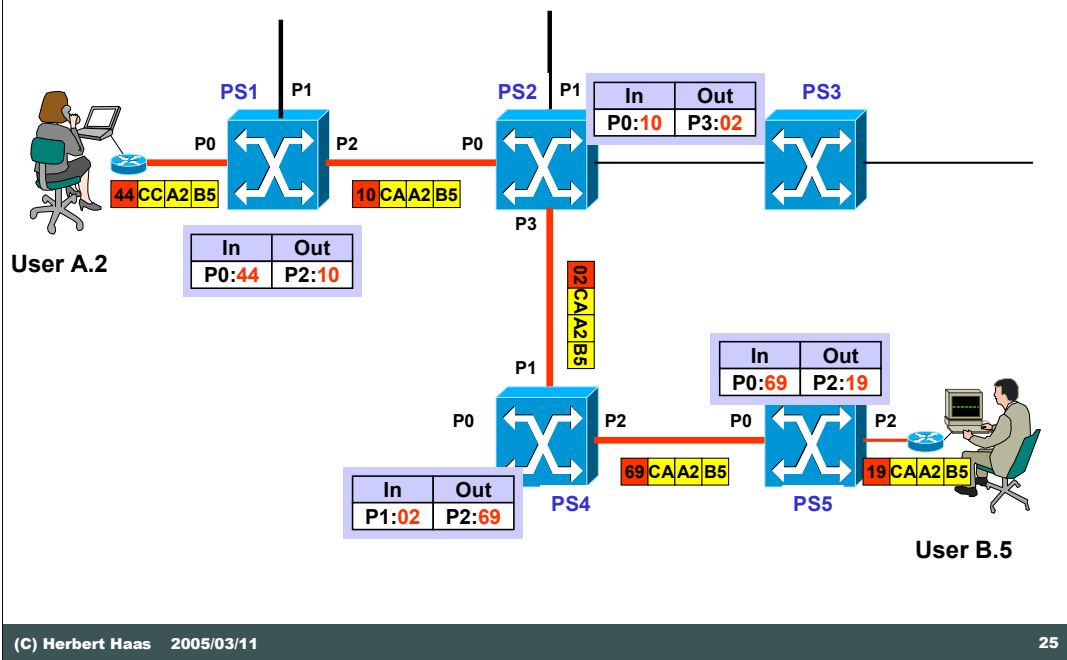 PS1 P1
PS2 P1
PS3
In Out
P0:10 P3:02
P0 P2 P0
44 CC A2 B5
10 CA A2 B5
P3
User A.2
In Out
P0:44 P2:10
02 CA A2 B5
P1
In Out
P0:69 P2:19
P0 P2 P0 P2
69 CA A2 B5
19 CA A2 B5
In Out
P1:02 P2:69
PS4 PS5
User B.5
(C) Herbert Haas 2005/03/11 25